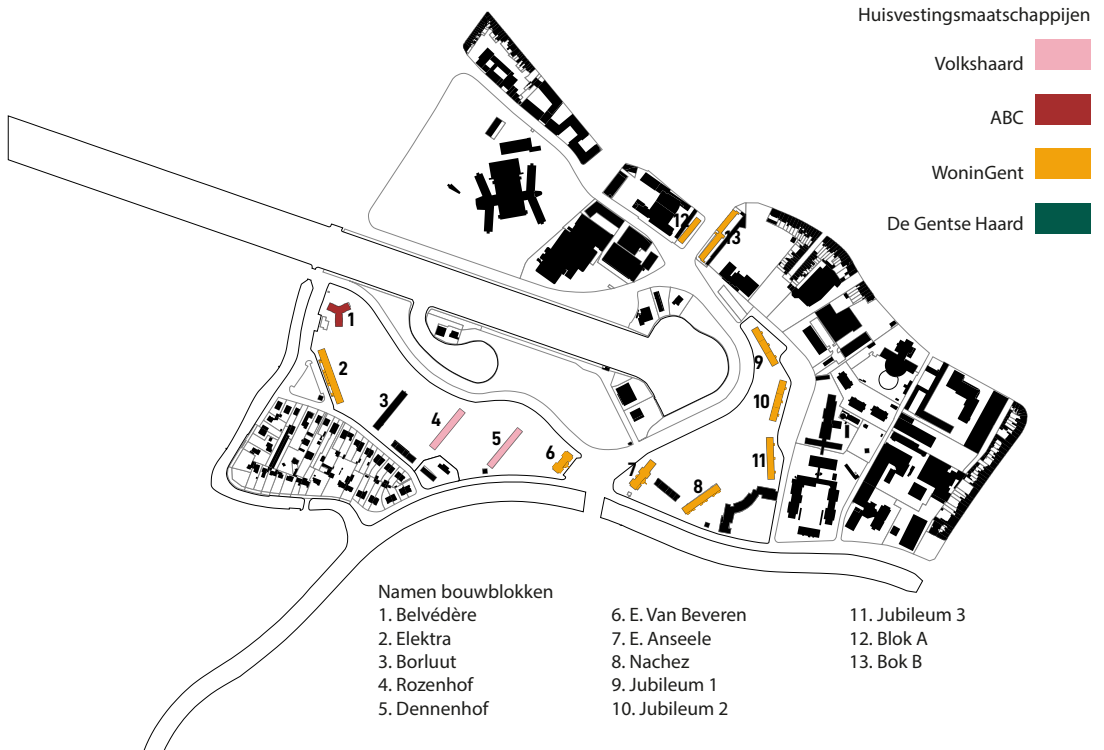 Huisvestingsmaatschappijen
Volkshaard
ABC
WoninGent
De Gentse Haard
12
13
1
2
3
4
5
6
7
8
9
10
11
Namen bouwblokken
1. Belvédère
2. Elektra
3. Borluut
4. Rozenhof
5. Dennenhof
6. E. Van Beveren
7. E. Anseele
8. Nachez
9. Jubileum 1
10. Jubileum 2
11. Jubileum 3
12. Blok A
13. Bok B